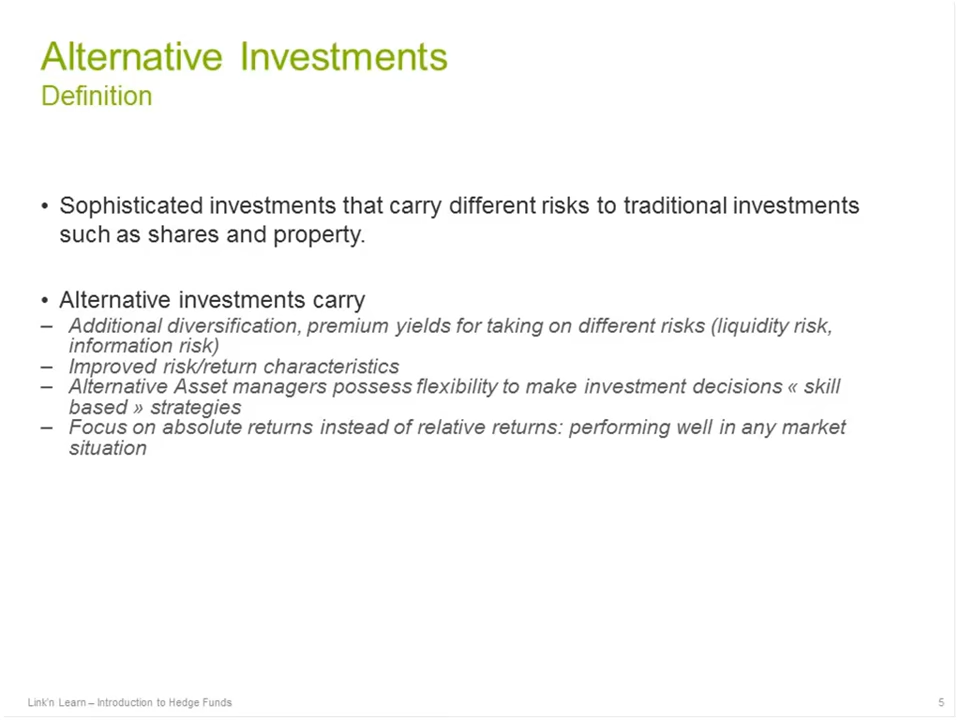 Alternative Investments
Definition
• Sophisticated investments that carry different risks to traditional investments
such as shares and property.
• Alternative investments carry
– Additional diversification, premium yields for taking on different risks (liquidity risk,
information risk)
– Improved risk/return characteristics
– Alternative Asset managers possess flexibility to make investment decisions « skill
based » strategies
– Focus on absolute returns instead of relative returns: performing well in any market
situation
Link'n Learn – Introduction to Hedge Funds
5